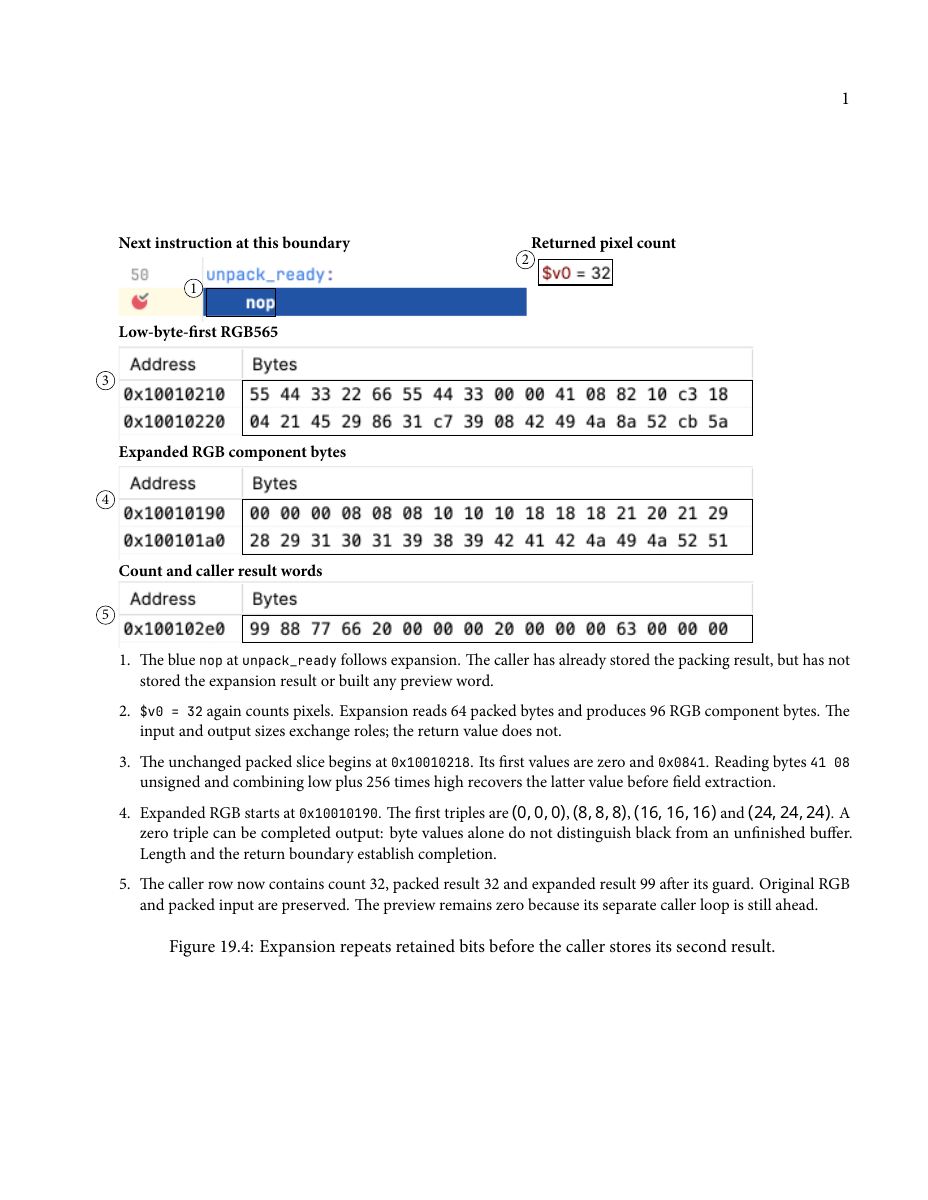 1
Next instruction at this boundary
Returned pixel count
50 unpack_ready:
2
$v0 = 32
1
nop
Low-byte-first RGB565
Address Bytes
3
0x10010210 55 44 33 22 66 55 44 33 00 00 41 08 82 10 c3 18
0x10010220 04 21 45 29 86 31 c7 39 08 42 49 4a 8a 52 cb 5a
Expanded RGB component bytes
Address Bytes
4
0x10010190 00 00 00 08 08 08 10 10 10 18 18 18 21 20 21 29
0x100101a0 28 29 31 30 31 39 38 39 42 41 42 4a 49 4a 52 51
Count and caller result words
Address Bytes
5
0x100102e0 99 88 77 66 20 00 00 00 20 00 00 00 63 00 00 00
1. The blue nop at unpack_ready follows expansion. The caller has already stored the packing result, but has not
stored the expansion result or built any preview word.
2. $v0 = 32 again counts pixels. Expansion reads 64 packed bytes and produces 96 RGB component bytes. The
input and output sizes exchange roles; the return value does not.
3. The unchanged packed slice begins at 0x10010218. Its first values are zero and 0x0841. Reading bytes 41 08
unsigned and combining low plus 256 times high recovers the latter value before field extraction.
4. Expanded RGB starts at 0x10010190. The first triples are (0, 0, 0), (8, 8, 8), (16, 16, 16) and (24, 24, 24). A
zero triple can be completed output: byte values alone do not distinguish black from an unfinished buffer.
Length and the return boundary establish completion.
5. The caller row now contains count 32, packed result 32 and expanded result 99 after its guard. Original RGB
and packed input are preserved. The preview remains zero because its separate caller loop is still ahead.
Figure 19.4: Expansion repeats retained bits before the caller stores its second result.